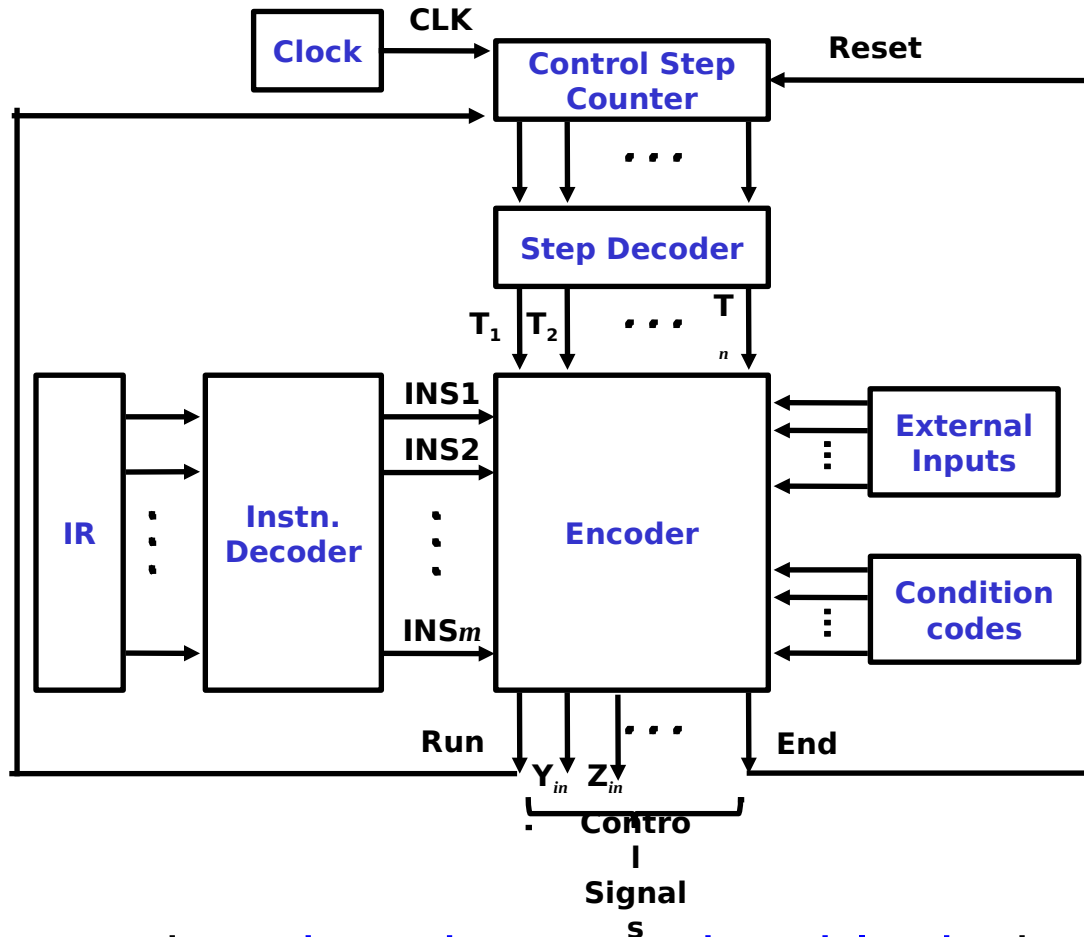 CLK
Clock
Control Step
Counter
Reset
. . .
Step Decoder
T1
T2
. . .
T
n
IR
Instn.
Decoder
INS1
INS2
INSm
Encoder
External
Inputs
Condition
codes
Run
Yin
Zin
. . .
End
Contro
l
Signal
s